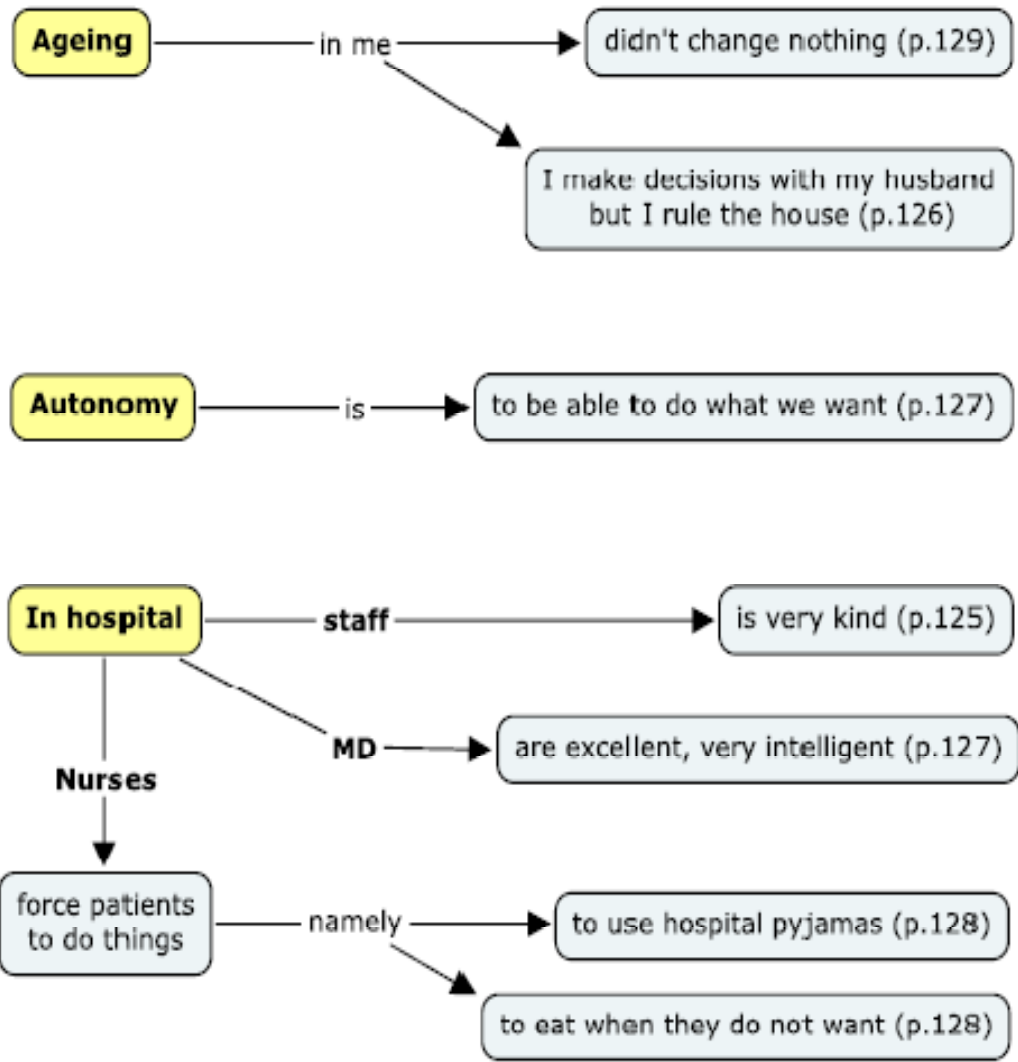 Ageing
in me
didn't change nothing (p.129)
I make decisions with my husband
but I rule the house (p.126)
Autonomy
is
to be able to do what we want (p.127)
In hospital
staff
is very kind (p.125)
MD
are excellent, very intelligent (p.127)
Nurses
force patients
to do things
namely
to use hospital pyjamas (p.128)
to eat when they do not want (p.128)